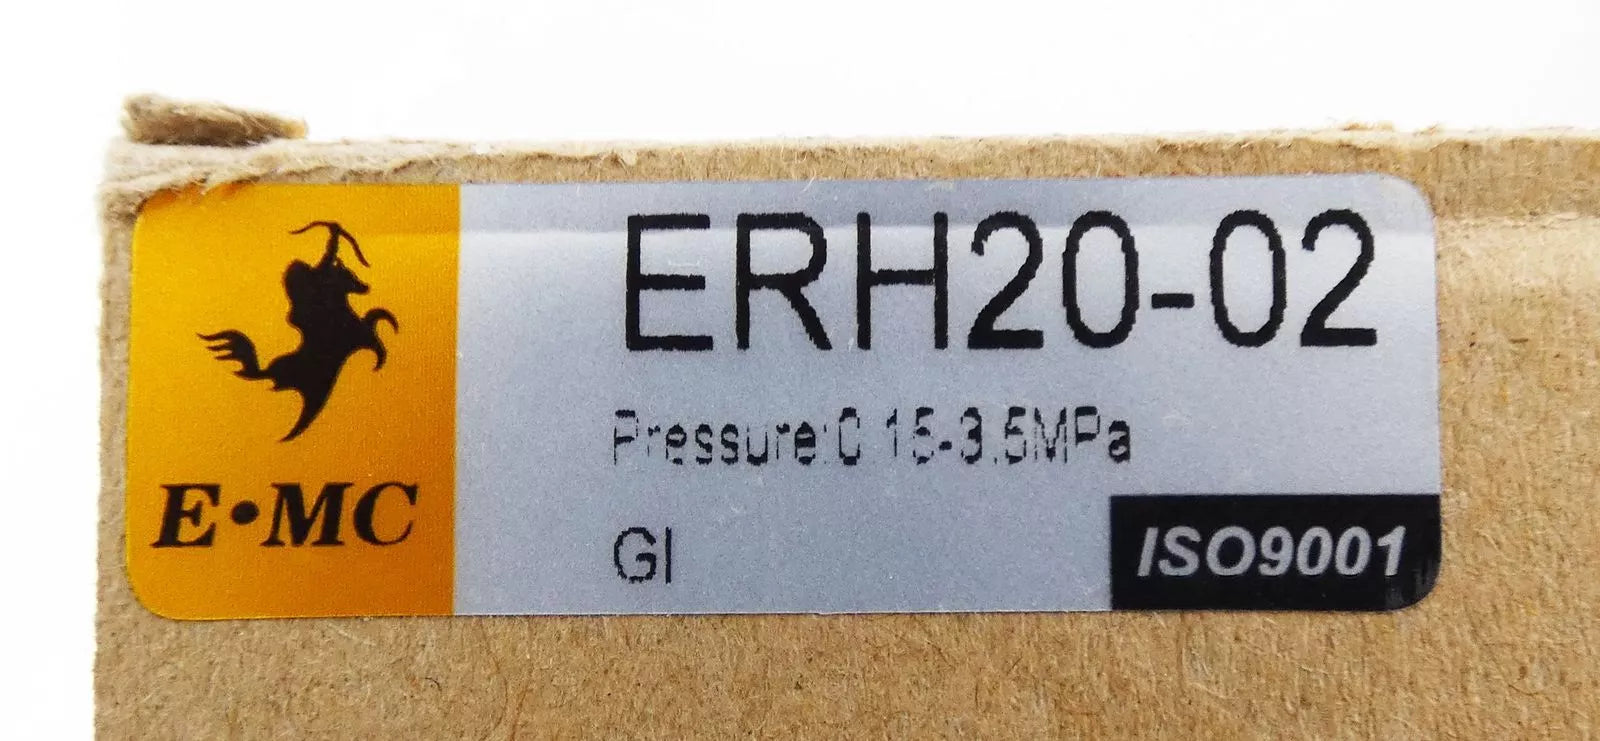 ERH20-02
Pressure:0.15-3.5MPa
GI
E·MC
ISO9001